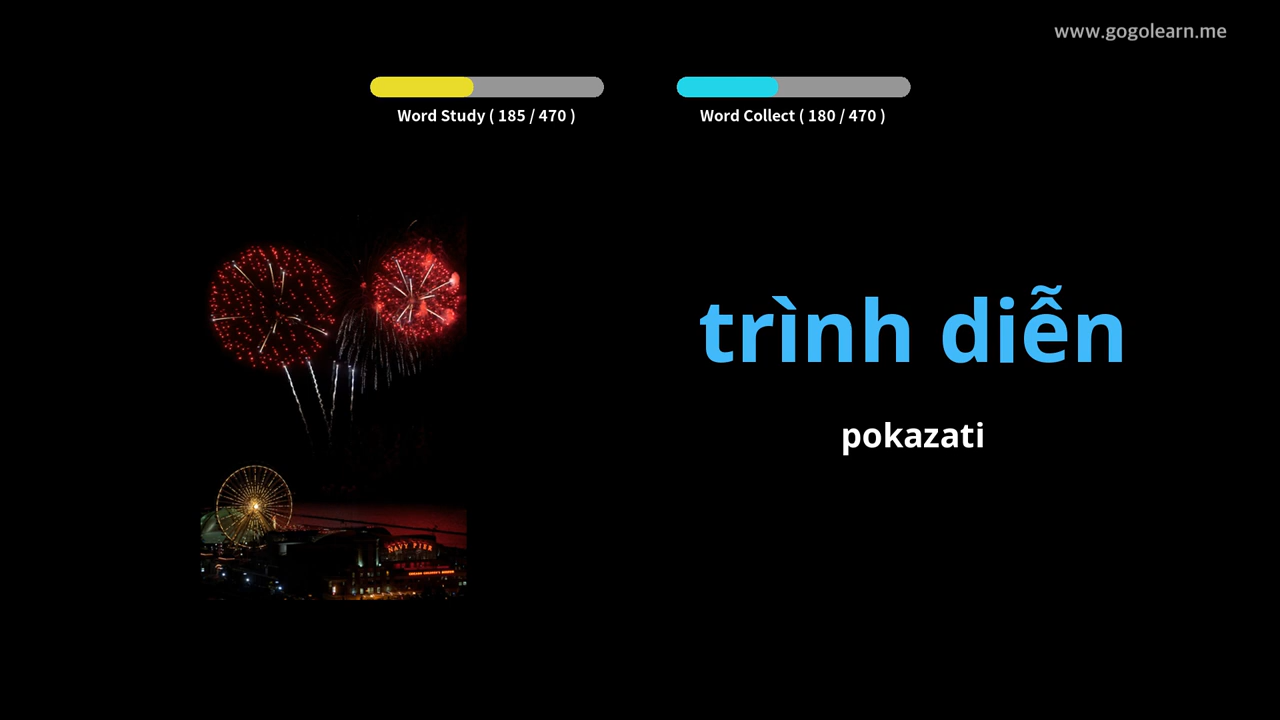 www.gogolearn.me
Word Study ( 185 / 470 )
Word Collect ( 180 / 470 )
trình diễn
pokazati
NAVY PIER